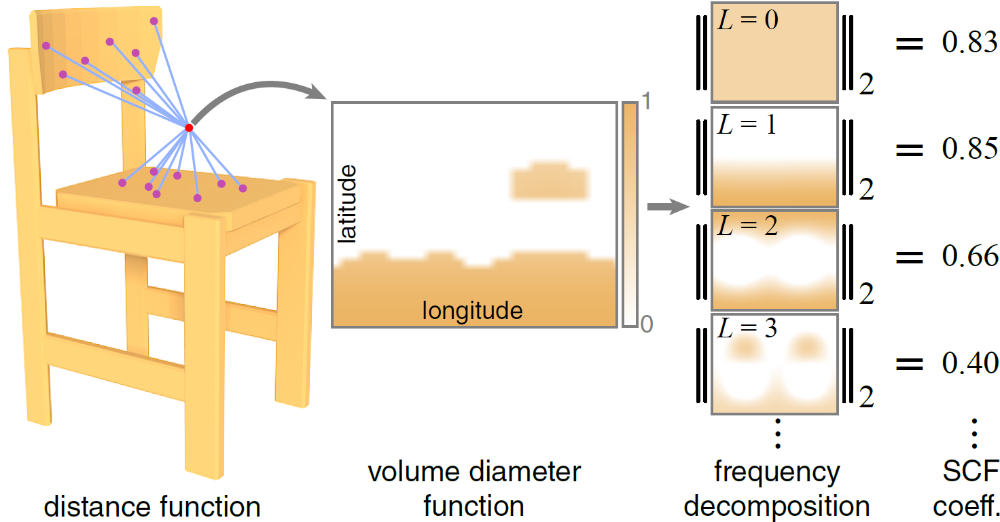 L = 0
2
= 0.83
1
L = 1
2
= 0.85
latitude
L = 2
2
= 0.66
longitude
0
L = 3
2
= 0.40
distance function
volume diameter
function
frequency
decomposition
SCF
coeff.